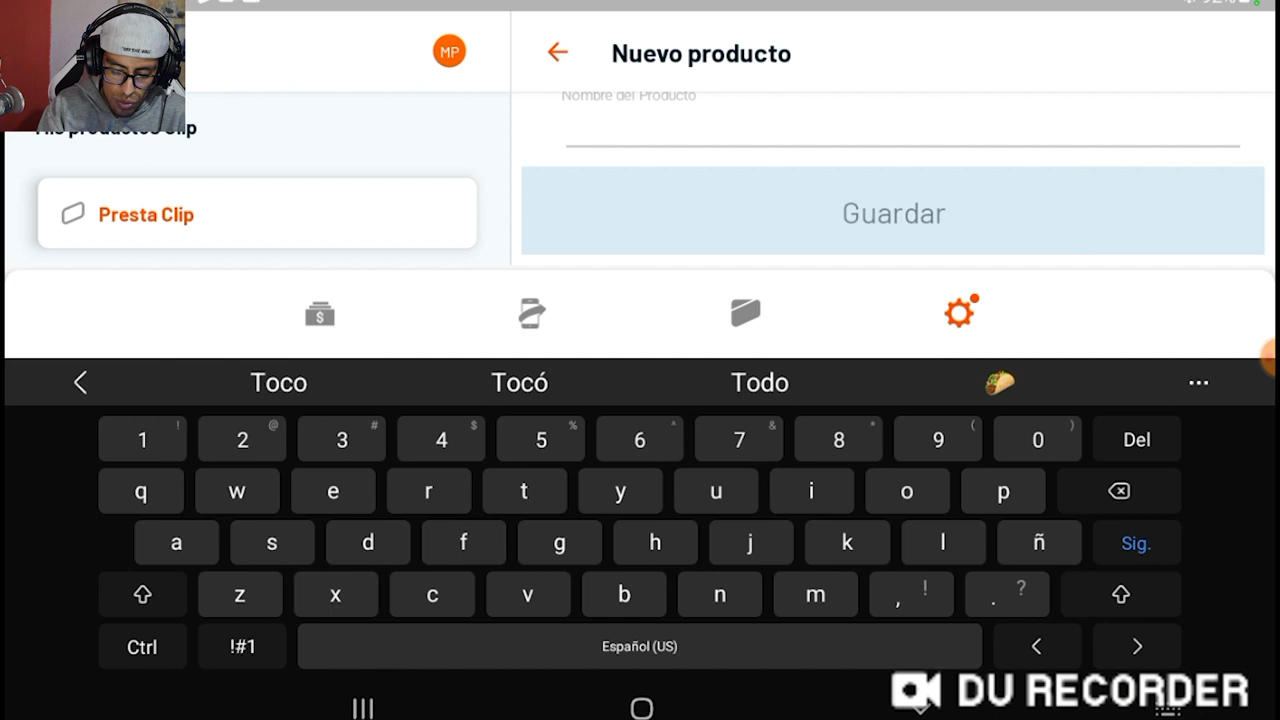 MP
Nuevo producto
Nombre del Producto
Clip
Presta Clip
Guardar
Toco Tocó Todo ...
1 ! 2 @ 3 # 4 $ 5 % 6 ^ 7 & 8 * 9 ( 0 ) Del
q w e r t y u i o p
a s d f g h j k l ñ Sig.
z x c v b n m , ! . ?
Ctrl !#1 Español (US) < >
DU RECORDER